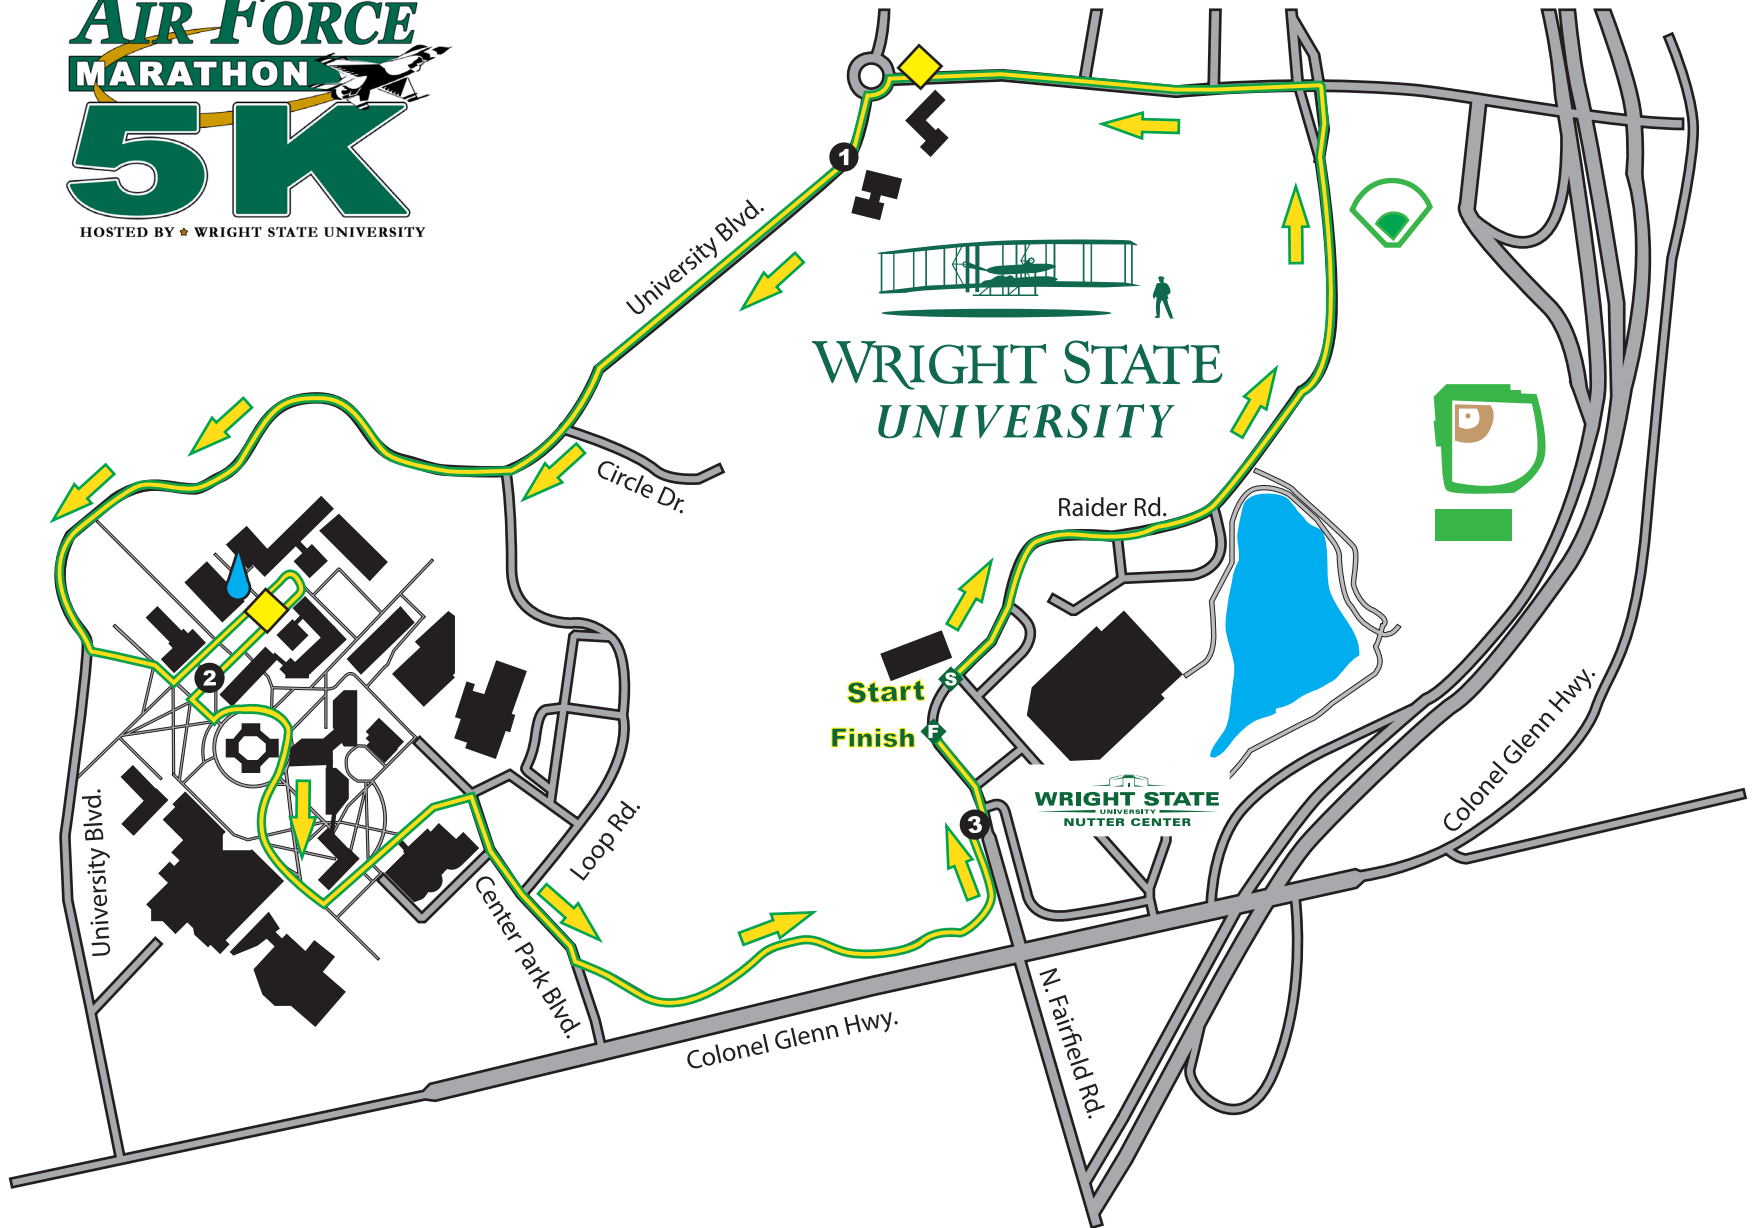 AIR FORCE
MARATHON
5K
HOSTED BY WRIGHT STATE UNIVERSITY
1
University Blvd.
WRIGHT STATE
UNIVERSITY
Circle Dr.
Raider Rd.
2
S
Start
F
Finish
WRIGHT STATE
UNIVERSITY
NUTTER CENTER
3
Colonel Glenn Hwy.
University Blvd.
Loop Rd.
Center Park Blvd.
N. Fairfield Rd.
Colonel Glenn Hwy.